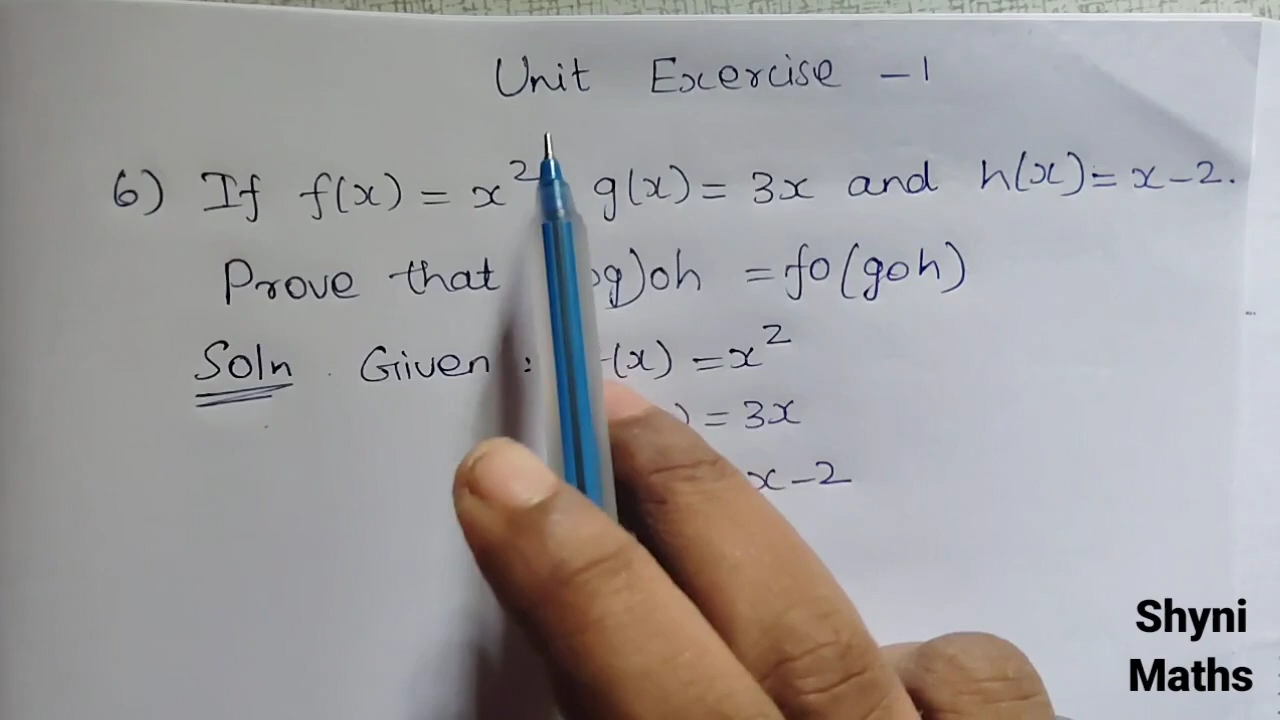 Unit Exercise - 1
6) If f(x) = x² g(x) = 3x and h(x) = x-2.
Prove that g)oh = fo(goh)
Soln Given : (x) = x²
) = 3x
x-2
Shyni
Maths